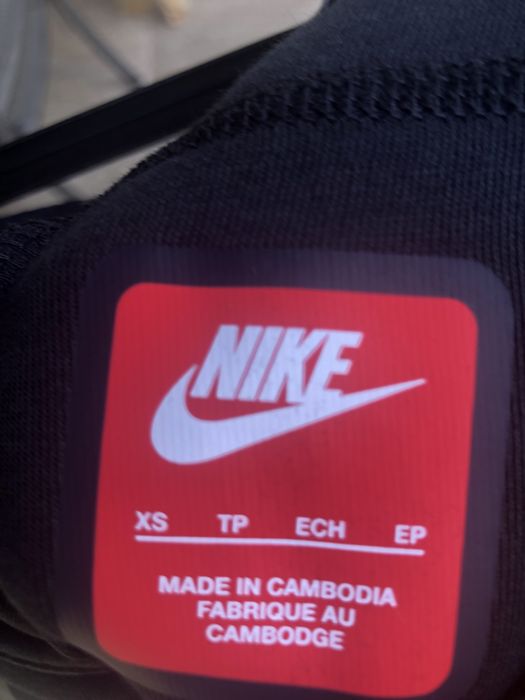 NIKE
XS TP ECH EP
MADE IN CAMBODIA
FABRIQUE AU
CAMBODGE